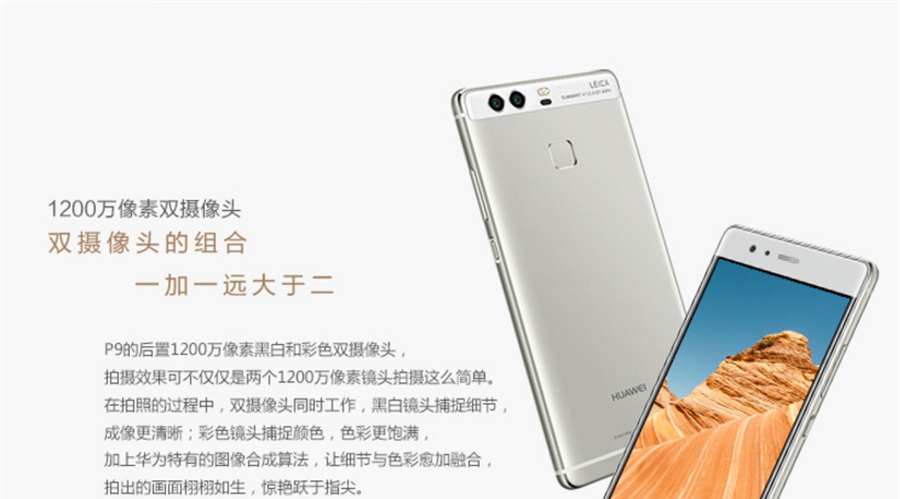 LEICA
1200万像素双摄像头
双摄像头的组合
一加一远大于二
P9的后置1200万像素黑白和彩色双摄像头，
拍摄效果可不仅仅是两个1200万像素镜头拍摄这么简单。
在拍照的过程中，双摄像头同时工作，黑白镜头捕捉细节，
成像更清晰；彩色镜头捕捉颜色，色彩更饱满，
加上华为特有的图像合成算法，让细节与色彩愈加融合，
拍出的画面栩栩如生，惊艳跃于指尖。
HUAWEI